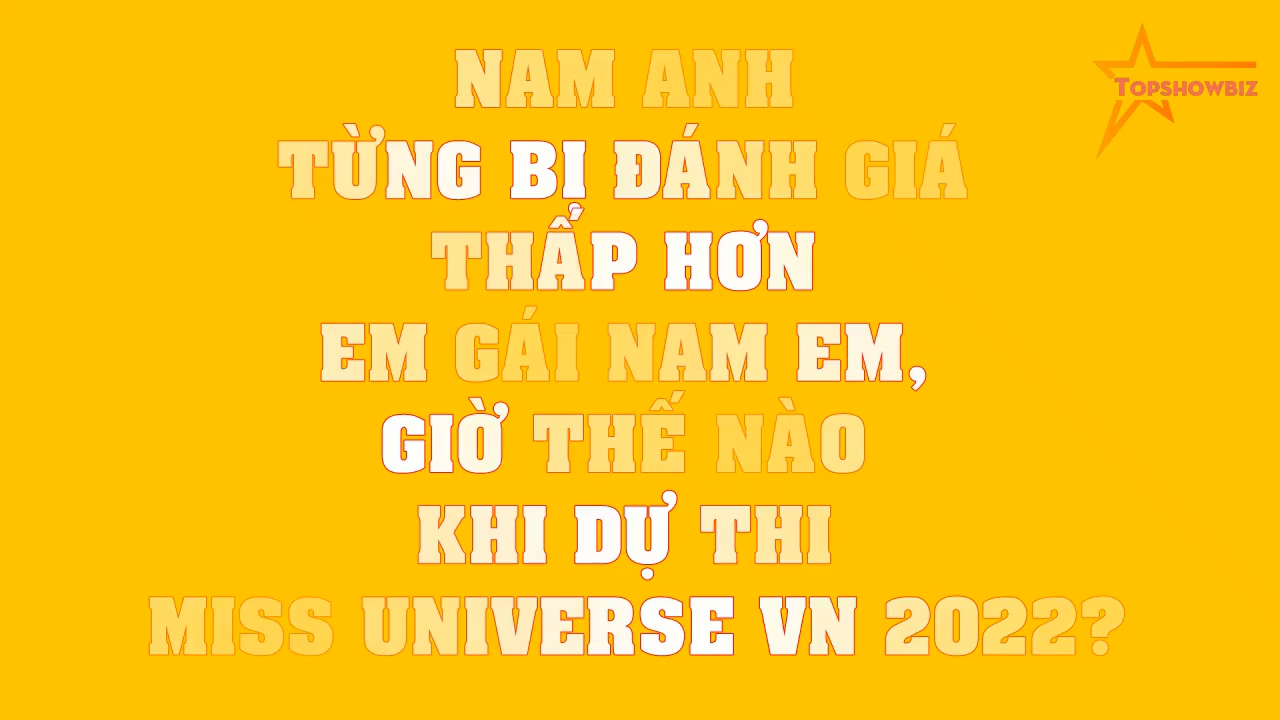 NAM ANH
TỪNG BỊ ĐÁNH GIÁ
THẤP HƠN
EM GÁI NAM EM,
GIỜ THẾ NÀO
KHI DỰ THI
MISS UNIVERSE VN 2022?
TOPSHOWBIZ